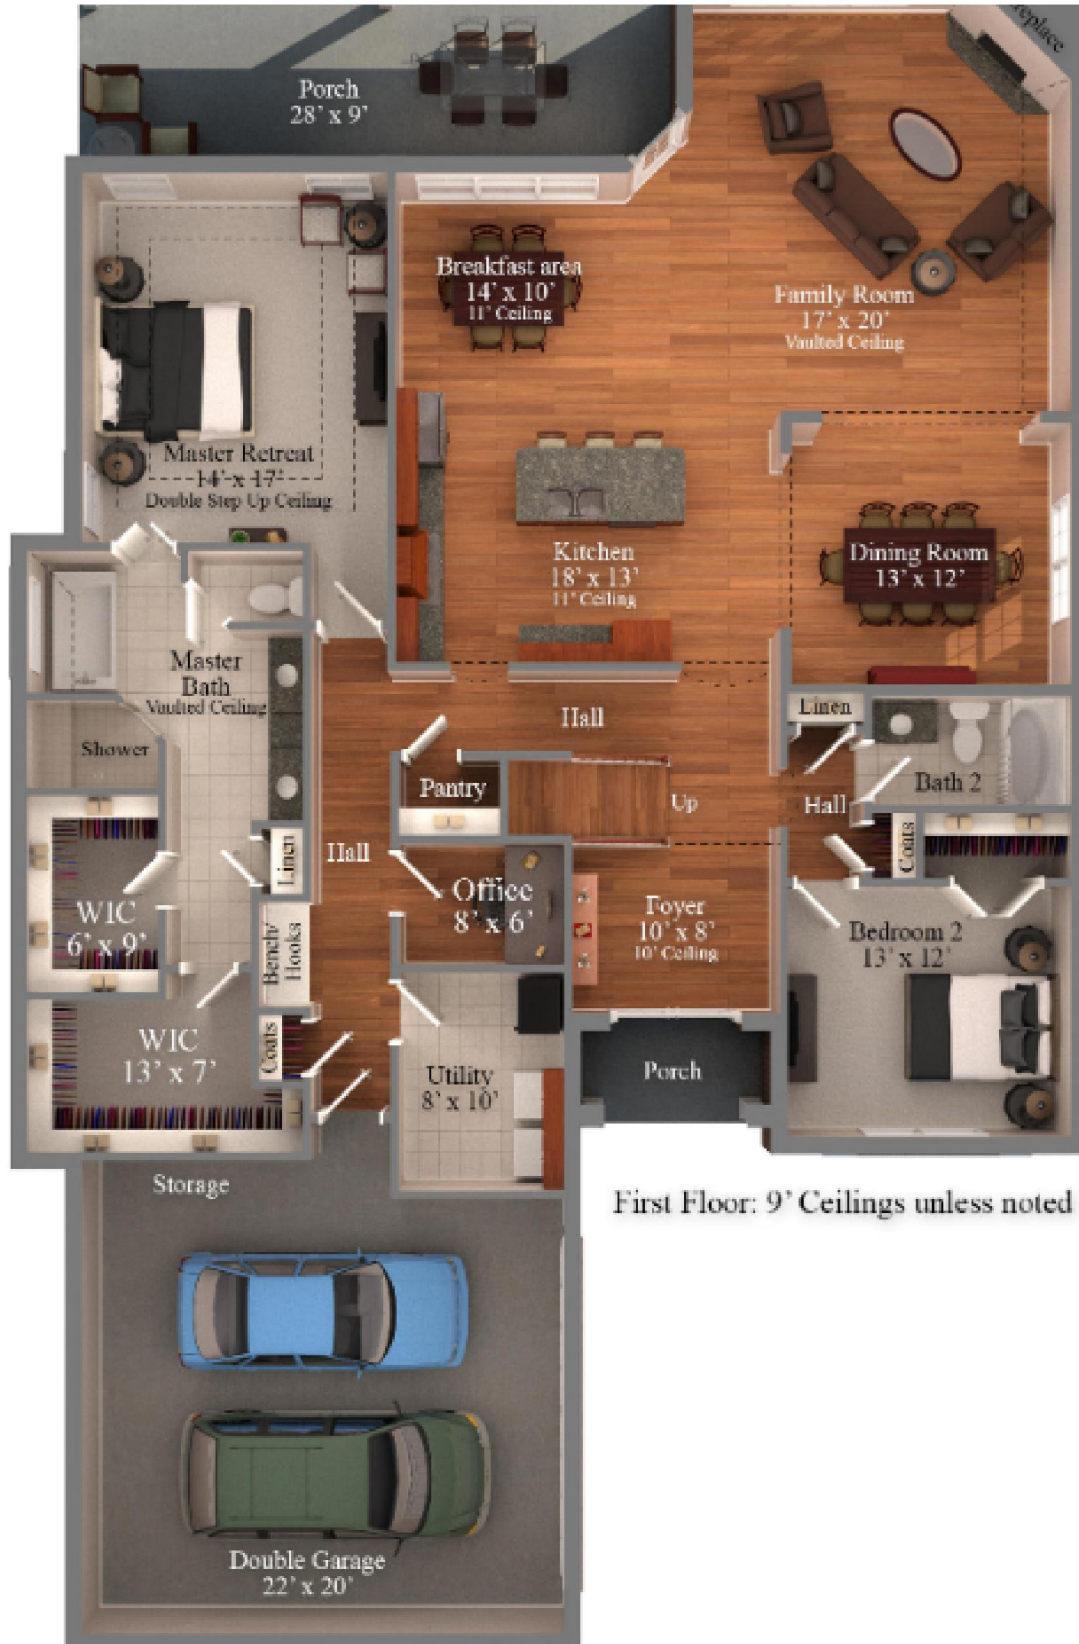 replace
Porch
28’ x 9’
Breakfast area
14’ x 10’
11’ Ceiling
Family Room
17’ x 20’
Vaulted Ceiling
Master Retreat
14’ x 17’
Double Step Up Ceiling
Kitchen
18’ x 13’
11’ Ceiling
Dining Room
13’ x 12’
Master
Bath
Vaulted Ceiling
Hall
Linen
Shower
Pantry
Up
Hall
Bath 2
Hall
Linen
Coats
Office
8’ x 6’
WIC
6’ x 9’
Bench/
Hooks
Foyer
10’ x 8’
10’ Ceiling
Bedroom 2
13’ x 12’
WIC
13’ x 7’
Coats
Utility
8’ x 10’
Porch
Storage
First Floor: 9’ Ceilings unless noted
Double Garage
22’ x 20’